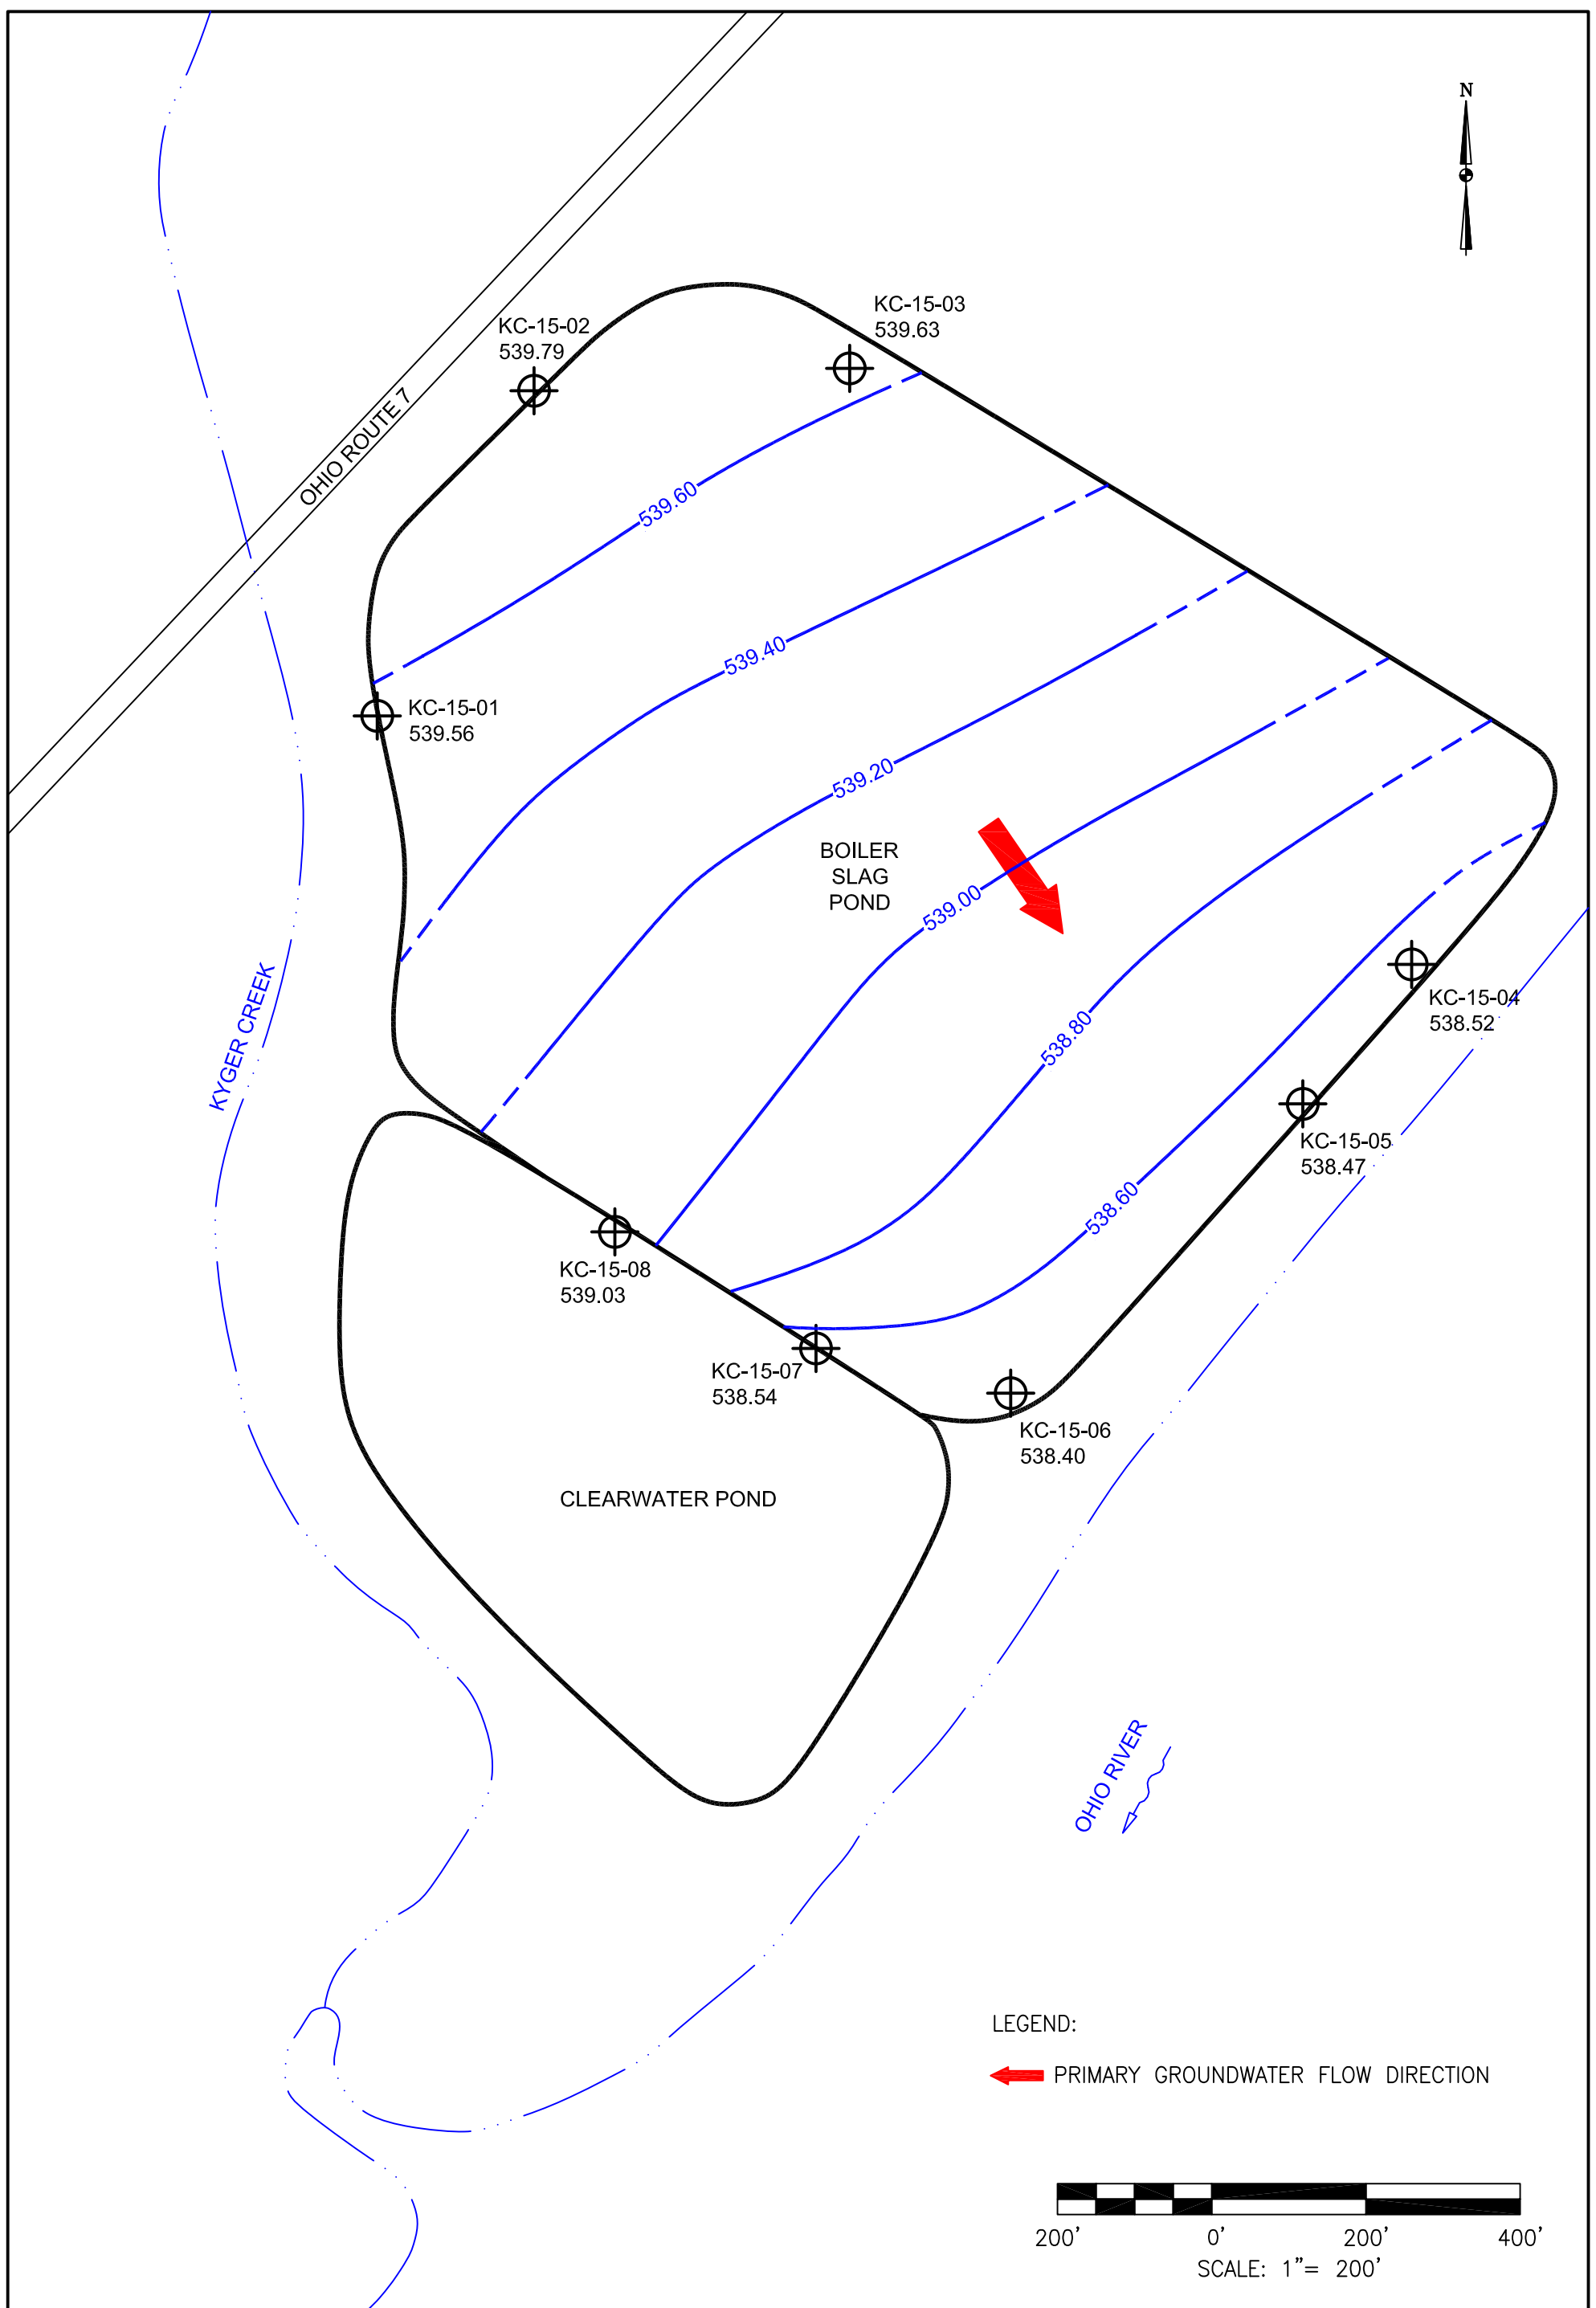 N
KC-15-03
539.63
KC-15-02
539.79
OHIO ROUTE 7
539.60
539.40
KC-15-01
539.56
539.20
BOILER
SLAG
POND
539.00
KYGER CREEK
KC-15-04
538.52
538.80
KC-15-05
538.47
538.60
KC-15-08
539.03
KC-15-07
538.54
KC-15-06
538.40
CLEARWATER POND
OHIO RIVER
LEGEND:
PRIMARY GROUNDWATER FLOW DIRECTION
200' 0' 200' 400'
SCALE: 1"= 200'